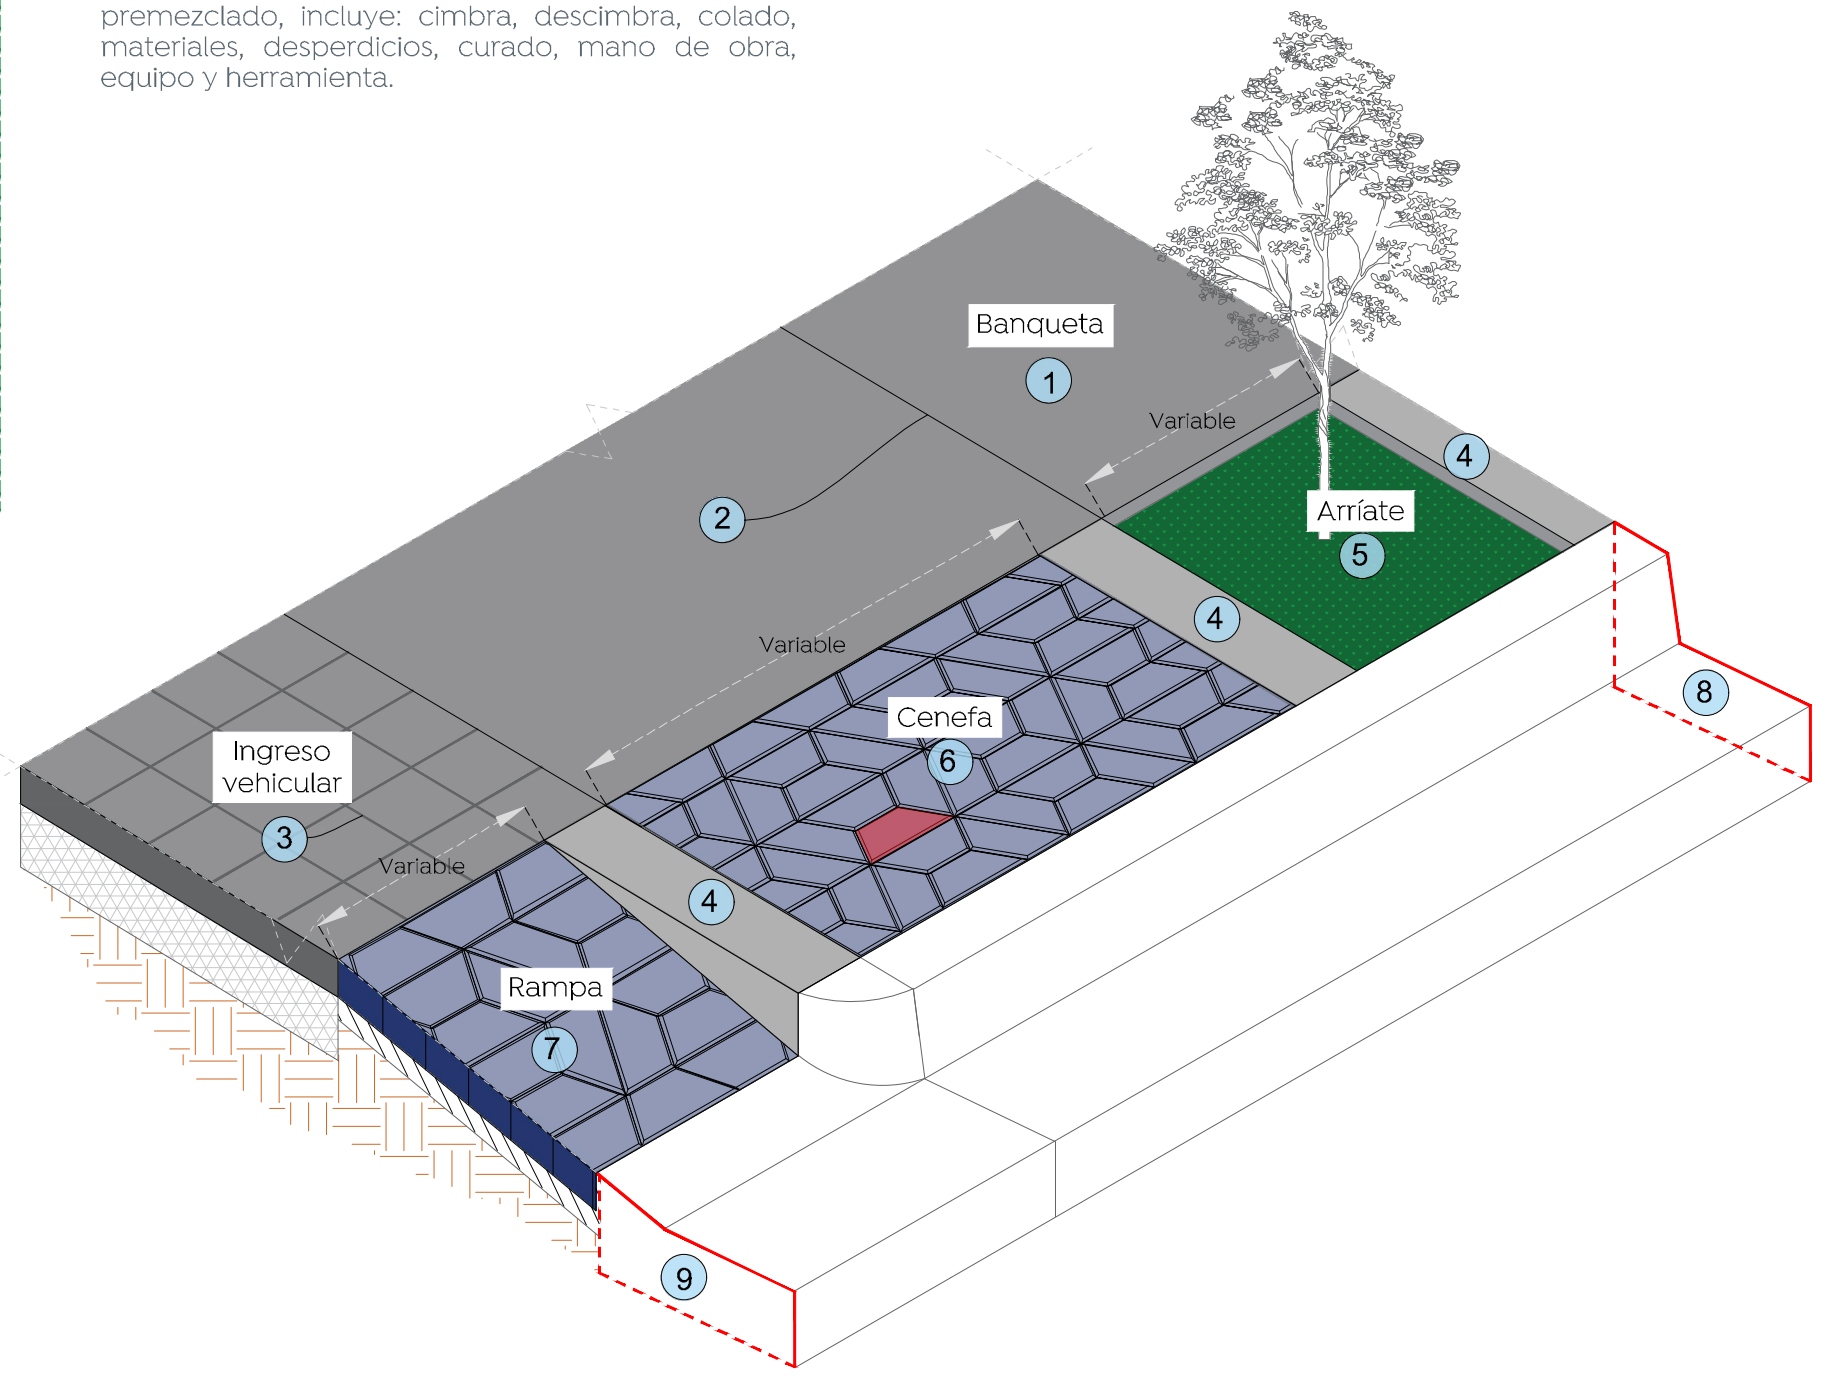 premezclado, incluye: cimbra, descimbra, colado,
materiales, desperdicios, curado, mano de obra,
equipo y herramienta.
Banqueta
1
Variable
4
2
Arríate
5
4
Variable
8
Cenefa
6
Ingreso
vehicular
3
Variable
4
Rampa
7
9